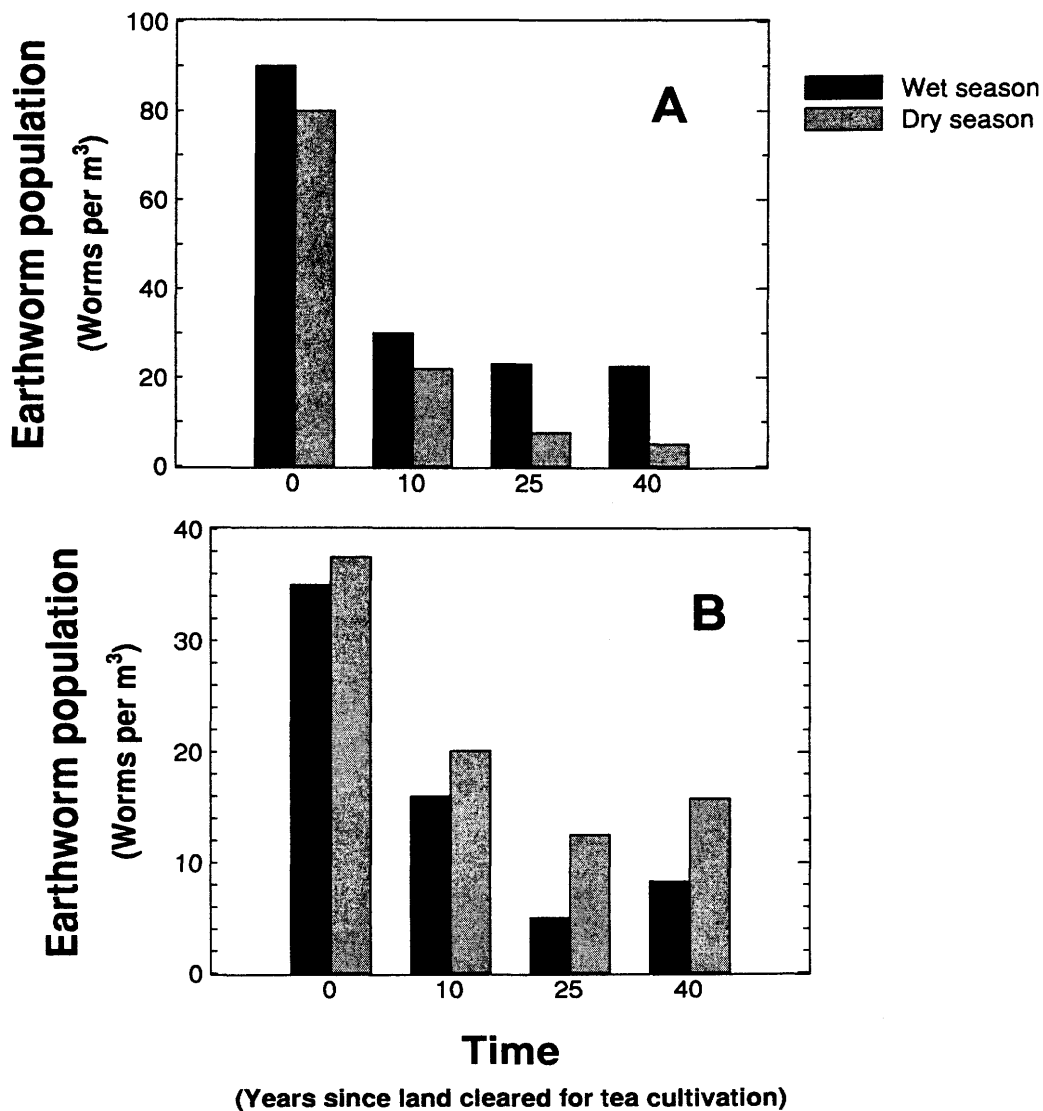 100
80
60
40
20
0
Earthworm population
(Worms per m³)
A
Wet season
Dry season
0 10 25 40
40
30
20
10
0
Earthworm population
(Worms per m³)
B
0 10 25 40
Time
(Years since land cleared for tea cultivation)